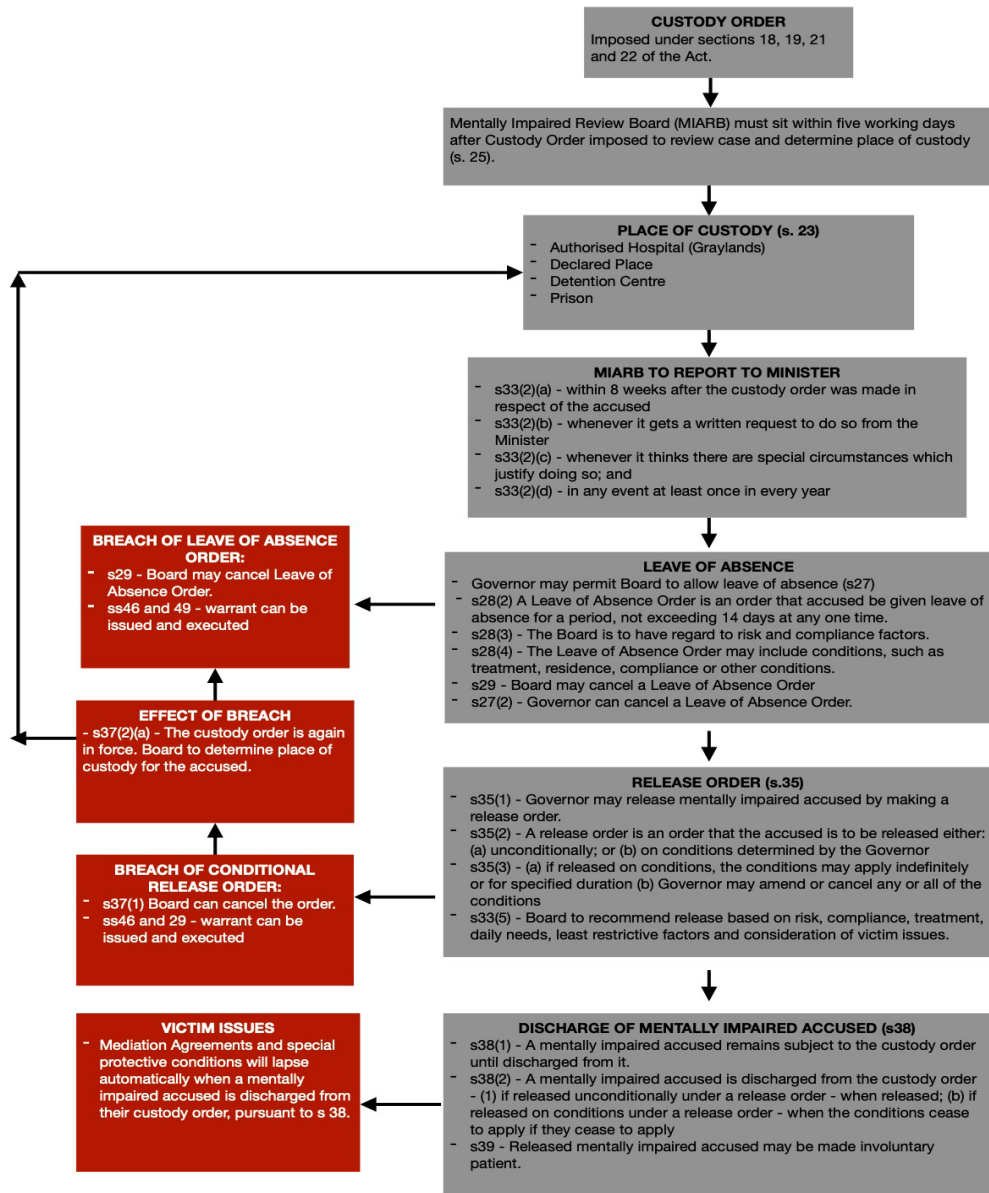 CUSTODY ORDER
Imposed under sections 18, 19, 21
and 22 of the Act.
Mentally Impaired Review Board (MIARB) must sit within five working days
after Custody Order imposed to review case and determine place of custody
(s. 25).
PLACE OF CUSTODY (s. 23)
- Authorised Hospital (Graylands)
- Declared Place
- Detention Centre
- Prison
MIARB TO REPORT TO MINISTER
- s33(2)(a) - within 8 weeks after the custody order was made in
respect of the accused
- s33(2)(b) - whenever it gets a written request to do so from the
Minister
- s33(2)(c) - whenever it thinks there are special circumstances which
justify doing so; and
- s33(2)(d) - in any event at least once in every year
BREACH OF LEAVE OF ABSENCE
ORDER:
- s29 - Board may cancel Leave of
Absence Order.
- ss46 and 49 - warrant can be
issued and executed
LEAVE OF ABSENCE
- Governor may permit Board to allow leave of absence (s27)
- s28(2) A Leave of Absence Order is an order that accused be given leave of
absence for a period, not exceeding 14 days at any one time.
- s28(3) - The Board is to have regard to risk and compliance factors.
- s28(4) - The Leave of Absence Order may include conditions, such as
treatment, residence, compliance or other conditions.
- s29 - Board may cancel a Leave of Absence Order
- s27(2) - Governor can cancel a Leave of Absence Order.
EFFECT OF BREACH
- s37(2)(a) - The custody order is again
in force. Board to determine place of
custody for the accused.
RELEASE ORDER (s.35)
- s35(1) - Governor may release mentally impaired accused by making a
release order.
- s35(2) - A release order is an order that the accused is to be released either:
(a) unconditionally; or (b) on conditions determined by the Governor
- s35(3) - (a) if released on conditions, the conditions may apply indefinitely
or for specified duration (b) Governor may amend or cancel any or all of the
conditions
- s33(5) - Board to recommend release based on risk, compliance, treatment,
daily needs, least restrictive factors and consideration of victim issues.
BREACH OF CONDITIONAL
RELEASE ORDER:
- s37(1) Board can cancel the order.
- ss46 and 29 - warrant can be
issued and executed
VICTIM ISSUES
- Mediation Agreements and special
protective conditions will lapse
automatically when a mentally
impaired accused is discharged from
their custody order, pursuant to s 38.
DISCHARGE OF MENTALLY IMPAIRED ACCUSED (s38)
- s38(1) - A mentally impaired accused remains subject to the custody order
until discharged from it.
- s38(2) - A mentally impaired accused is discharged from the custody order
- (1) if released unconditionally under a release order - when released; (b) if
released on conditions under a release order - when the conditions cease to
apply if they cease to apply
- s39 - Released mentally impaired accused may be made involuntary
patient.